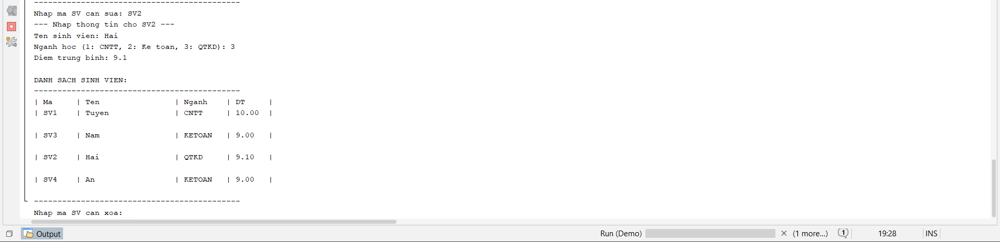 --------------------------------------------
Nhap ma SV can sua: SV2
--- Nhap thong tin cho SV2 ---
Ten sinh vien: Hai
Nganh hoc (1: CNTT, 2: Ke toan, 3: QTKD): 3
Diem trung binh: 9.1
DANH SACH SINH VIEN:
--------------------------------------------
| Ma | Ten | Nganh | DT |
| SV1 | Tuyen | CNTT | 10.00 |
| SV3 | Nam | KETOAN | 9.00 |
| SV2 | Hai | QTKD | 9.10 |
| SV4 | An | KETOAN | 9.00 |
--------------------------------------------
Nhap ma SV can xoa:
Output Run (Demo) (1 more...) 1 19:28 INS